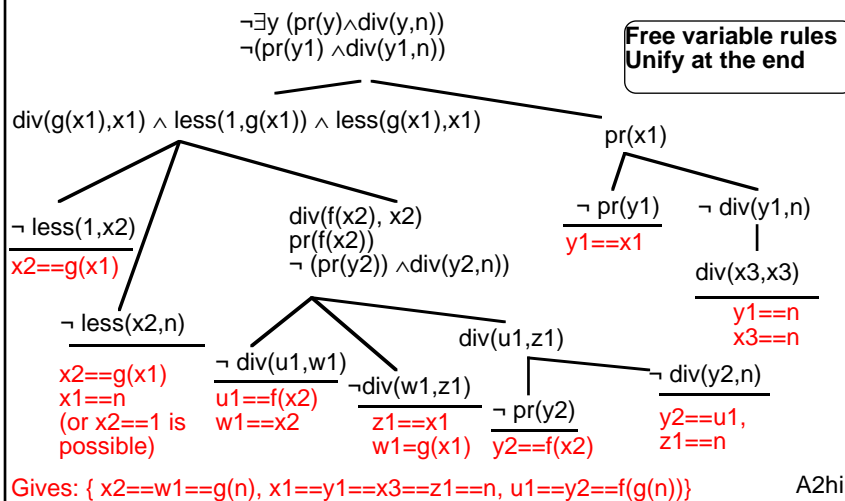 ¬∃y (pr(y)∧div(y,n))
¬(pr(y1) ∧div(y1,n))
Free variable rules
Unify at the end
div(g(x1),x1) ∧ less(1,g(x1)) ∧ less(g(x1),x1)
pr(x1)
¬ less(1,x2)
x2==g(x1)
div(f(x2), x2)
pr(f(x2))
¬ (pr(y2)) ∧div(y2,n))
¬ pr(y1)
y1==x1
¬ div(y1,n)
div(x3,x3)
y1==n
x3==n
¬ less(x2,n)
x2==g(x1)
x1==n
(or x2==1 is
possible)
¬ div(u1,w1)
u1==f(x2)
w1==x2
¬div(w1,z1)
z1==x1
w1=g(x1)
div(u1,z1)
¬ pr(y2)
y2==f(x2)
¬ div(y2,n)
y2==u1,
z1==n
Gives: { x2==w1==g(n), x1==y1==x3==z1==n, u1==y2==f(g(n))}
A2hi